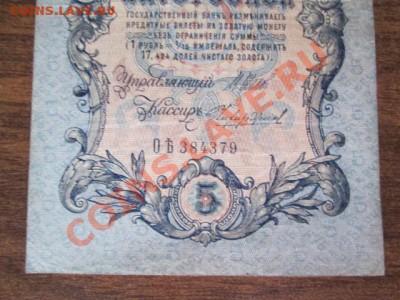 COINS.LAVE.RU
ГОСУДАРСТВЕННЫЙ БАНКЪ РАЗМѢНИВАЕТЪ
КРЕДИТНЫЕ БИЛЕТЫ НА ЗОЛОТУЮ МОНЕТУ
БЕЗЪ ОГРАНИЧЕНІЯ СУММЫ
(1 РУБЛЬ = 1/15 ИМПЕРІАЛА, СОДЕРЖИТЪ
17,424 ДОЛЕЙ ЧИСТАГО ЗОЛОТА)
Управляющій
Кассиръ
ОѢ 384379
5
COINS.LAVE.RU